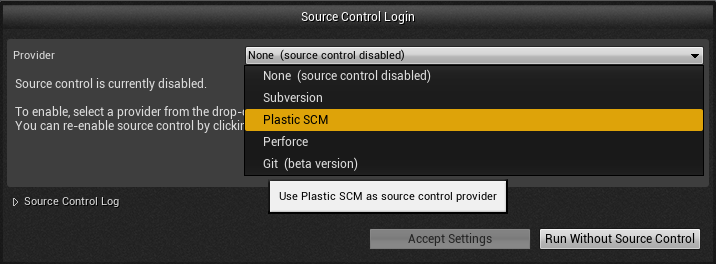 Source Control Login
Provider
None (source control disabled)
None (source control disabled)
Source control is currently disabled.
Subversion
To enable, select a provider from the drop-
Plastic SCM
You can re-enable source control by clickin
Perforce
Git (beta version)
Use Plastic SCM as source control provider
Source Control Log
Accept Settings
Run Without Source Control